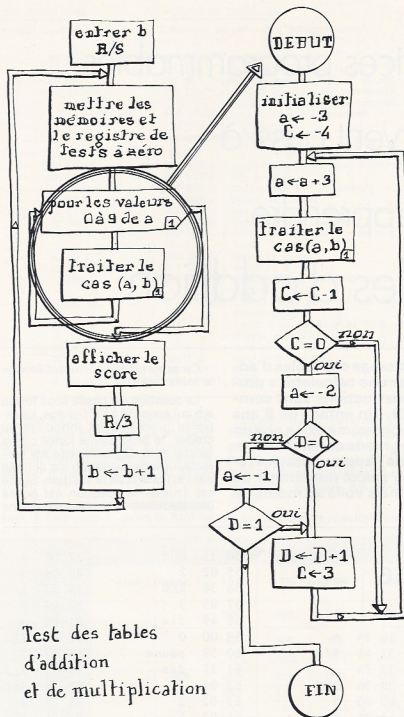 entrer b
R/S
mettre les
mémoires et
le registre de
tests à zéro
pour les valeurs
0 à 9 de a
1
traiter le
cas (a, b)
1
afficher le
score
R/S
b ← b+1
DEBUT
initialiser
a ← -3
C ← -4
a ← a+3
traiter le
cas (a, b)
1
C ← C-1
C=0
non
oui
a ← -2
D=0
non
oui
a ← -1
D=1
oui
D ← D+1
C ← 3
FIN
Test des tables
d'addition
et de multiplication